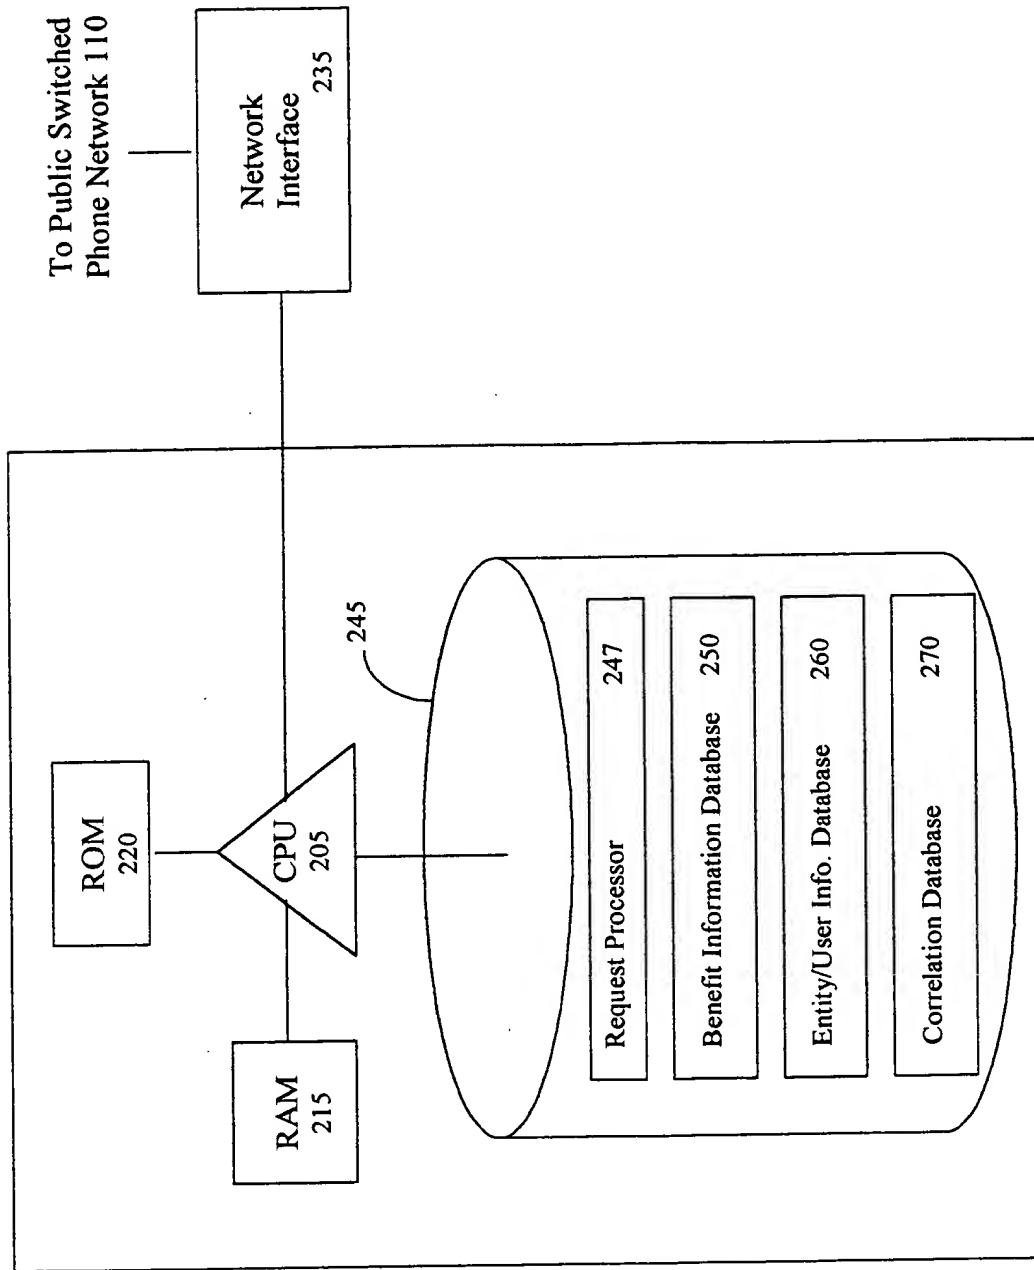 To Public Switched
Phone Network 110
Network
Interface
235
ROM
220
CPU
205
RAM
215
245
Request Processor 247
Benefit Information Database 250
Entity/User Info. Database 260
Correlation Database 270